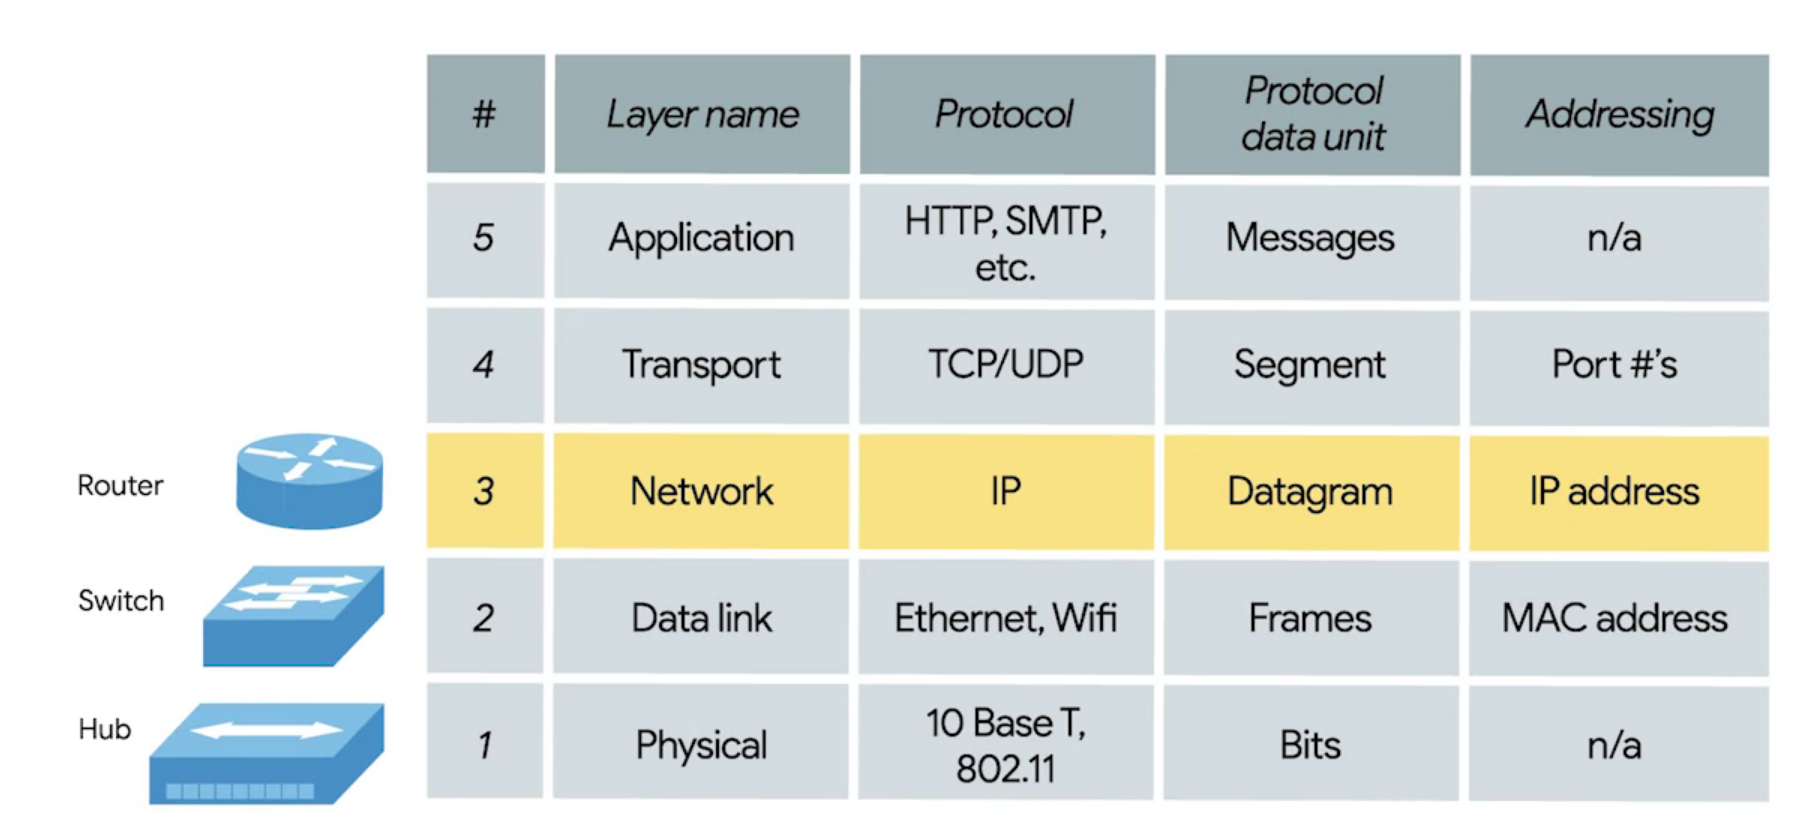 # Layer name Protocol Protocol data unit Addressing
5 Application HTTP, SMTP, etc. Messages n/a
4 Transport TCP/UDP Segment Port #’s
Router 3 Network IP Datagram IP address
Switch 2 Data link Ethernet, Wifi Frames MAC address
Hub 1 Physical 10 Base T, 802.11 Bits n/a